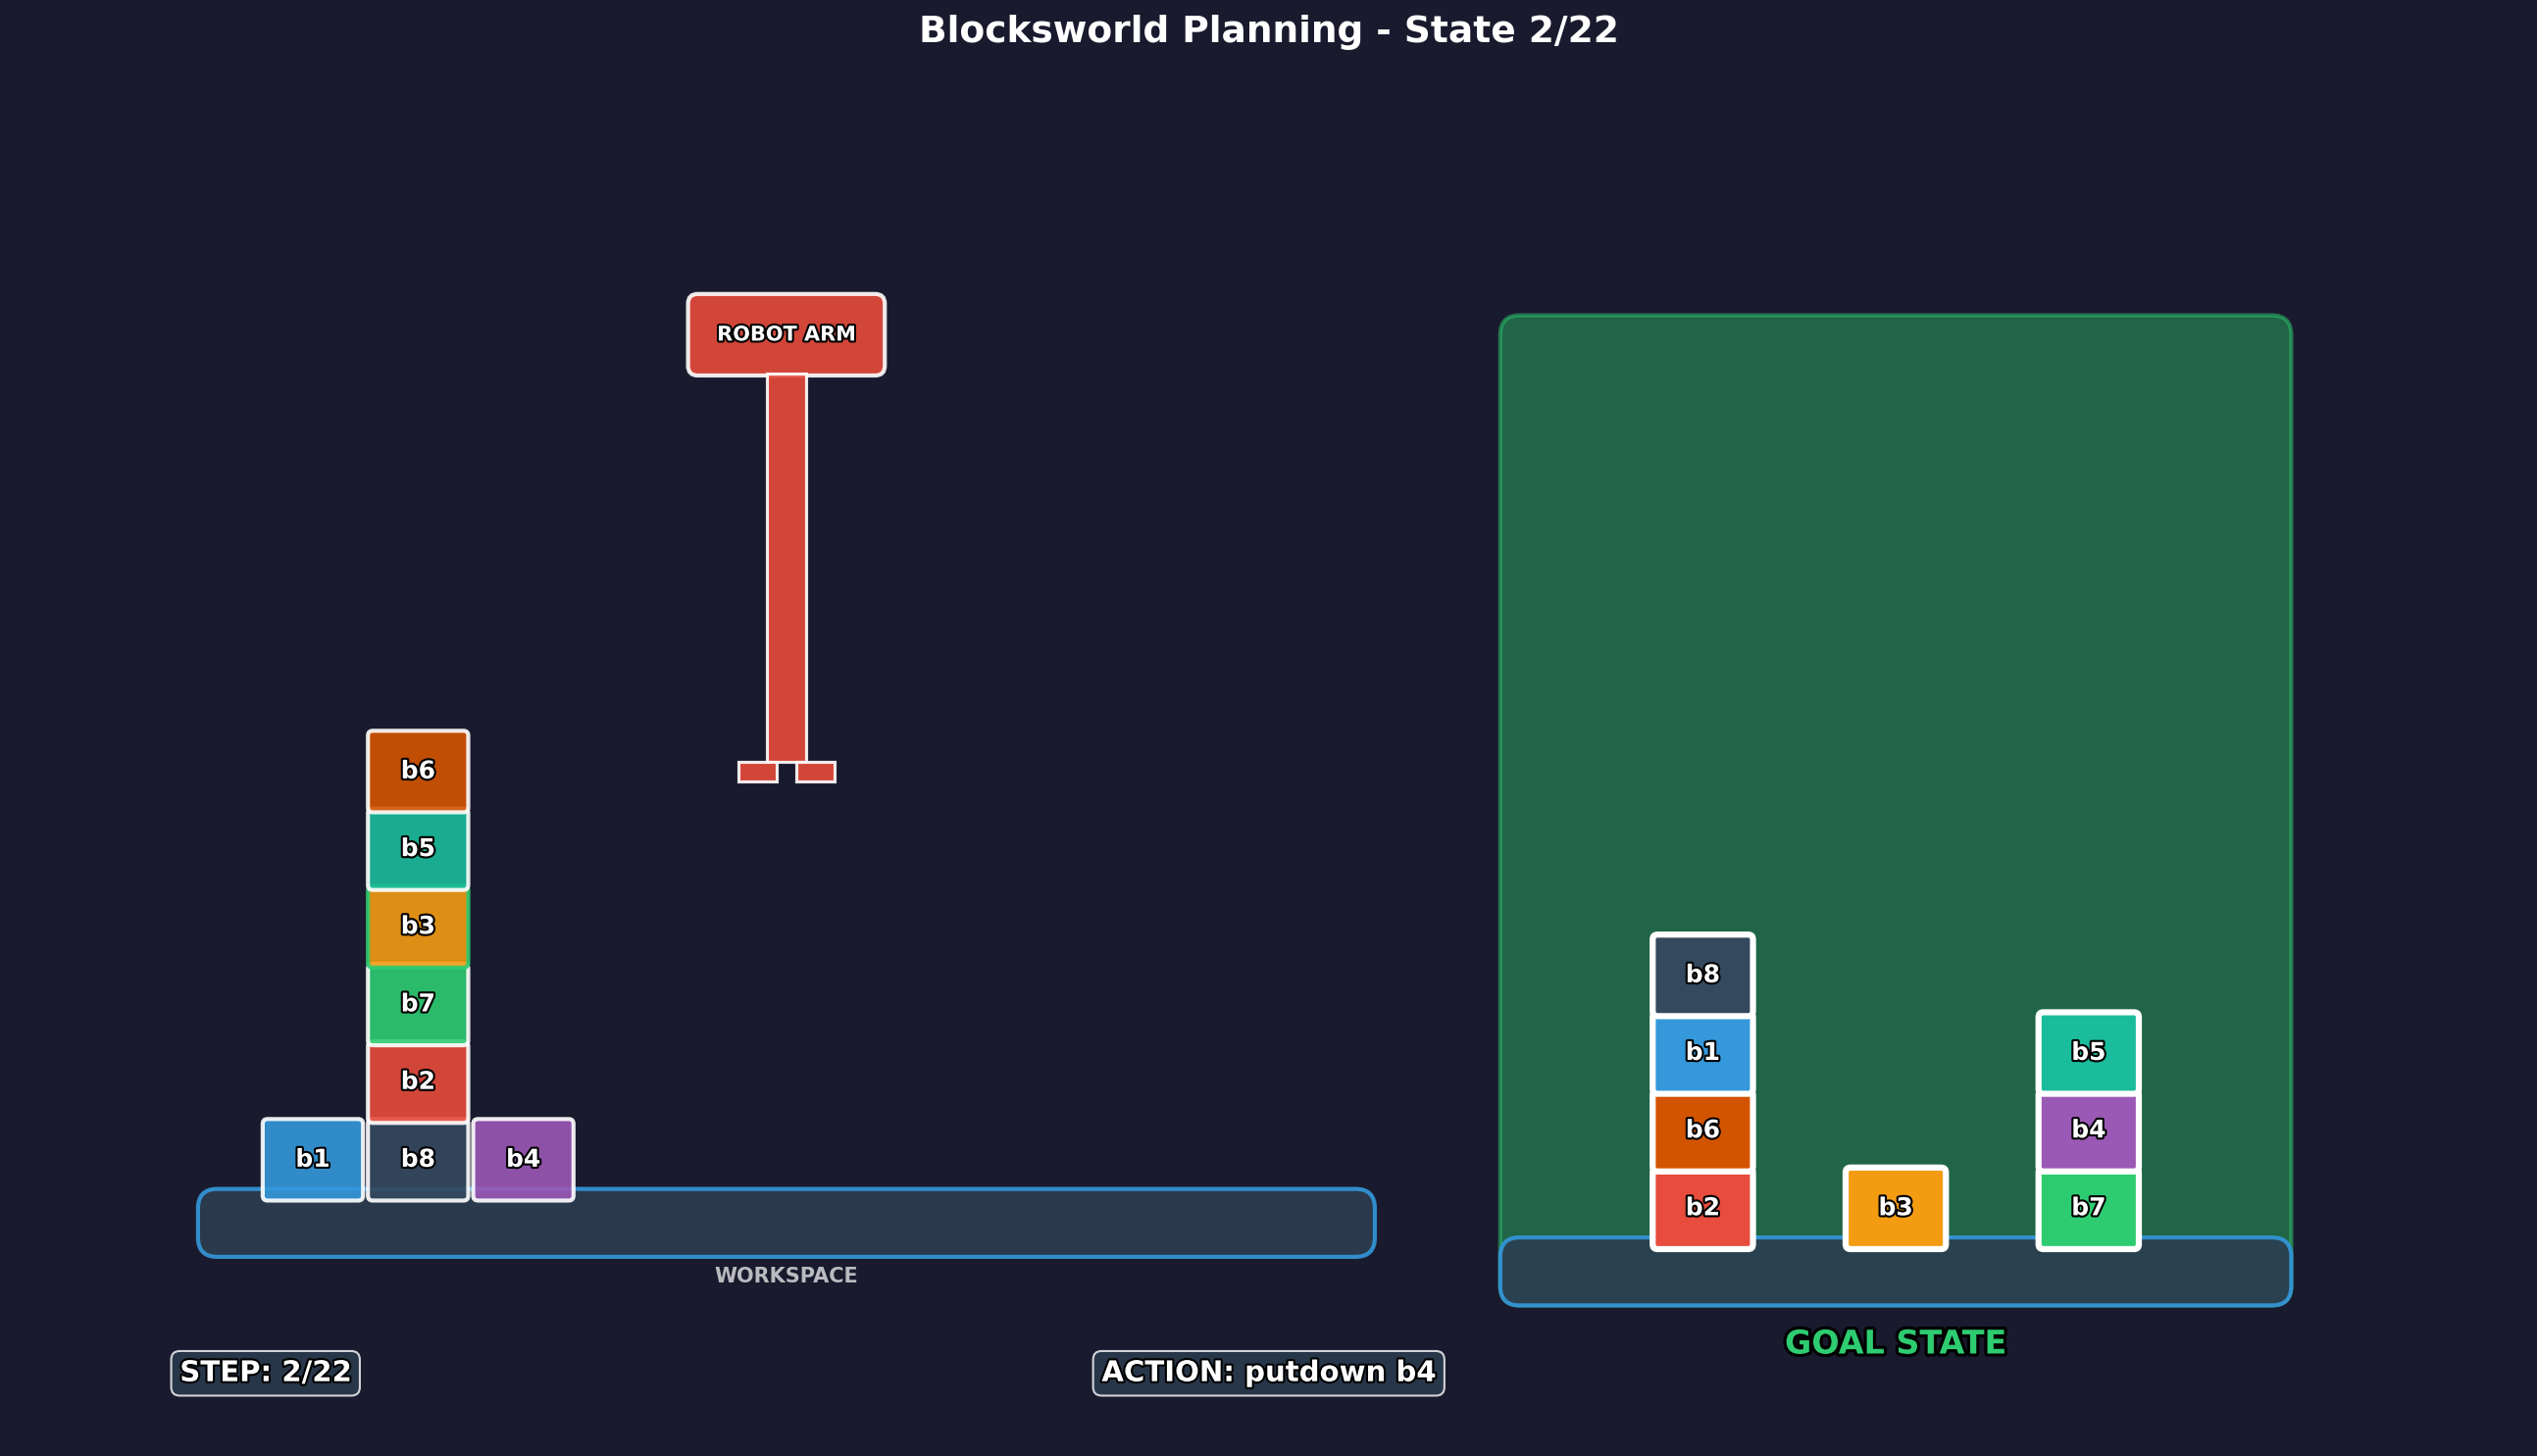 Blocksworld Planning - State 2/22
ROBOT ARM
b6
b5
b3
b7
b2
b1 b8 b4
WORKSPACE
b8
b1 b5
b6 b4
b2 b3 b7
GOAL STATE
STEP: 2/22
ACTION: putdown b4